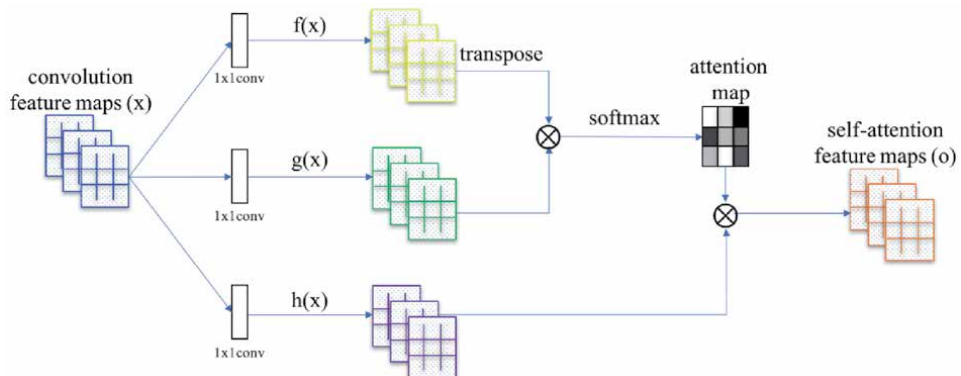 f(x)
transpose
1x1conv
convolution
feature maps (x)
attention
map
softmax
self-attention
feature maps (o)
g(x)
1x1conv
h(x)
1x1conv